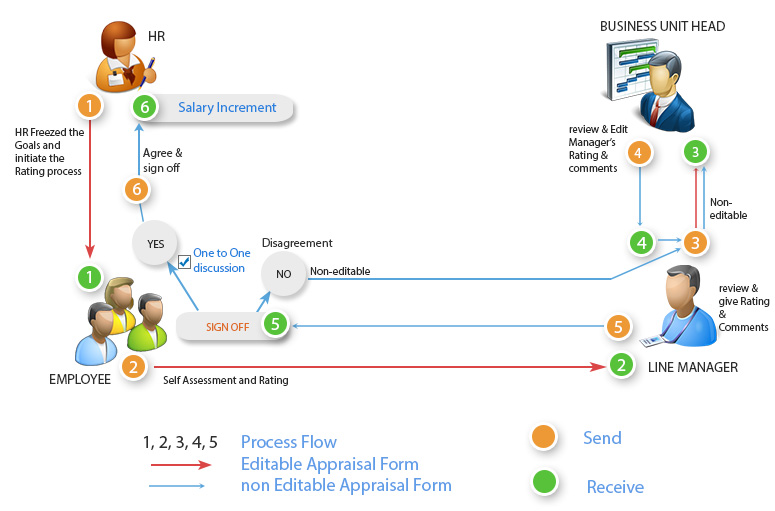 HR
BUSINESS UNIT HEAD
1
6
Salary Increment
HR Freezed the
Goals and
initiate the
Rating process
Agree &
sign off
6
review & Edit
Manager's
Rating &
comments
4
3
Non-
editable
YES
One to One
discussion
Disagreement
NO
Non-editable
4
3
1
SIGN OFF
5
5
review &
give Rating
&
Comments
EMPLOYEE
2
Self Assessment and Rating
2
LINE MANAGER
1, 2, 3, 4, 5
Process Flow
Editable Appraisal Form
non Editable Appraisal Form
Send
Receive